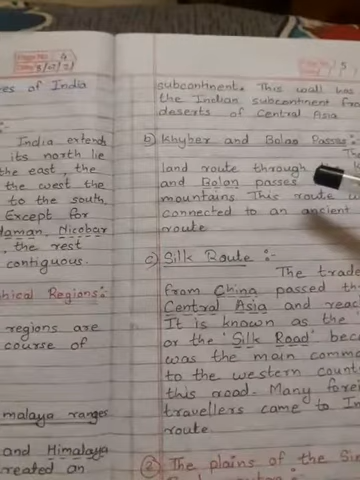 4
es of India
India extends
its north lie
the east, the
the west the
to the south.
Except for
daman, Nicobar
, the rest
contiguous.
hical Regions:-
regions are
course of
malaya ranges
and Himalaya
reated an
5
subcontinent. This wall has
the Indian subcontinent from
deserts of Central Asia
b) Khyber and Bolan Passes:-
The
land route through
and Bolan passes
mountains. This route
connected to an ancient
route
c) Silk Route :-
The trade
from China passed th
Central Asia and reac
It is known as the
or the 'Silk Road' beca
was the main comm
to the western count
this road. Many forei
travellers came to In
route.
2) The plains of the